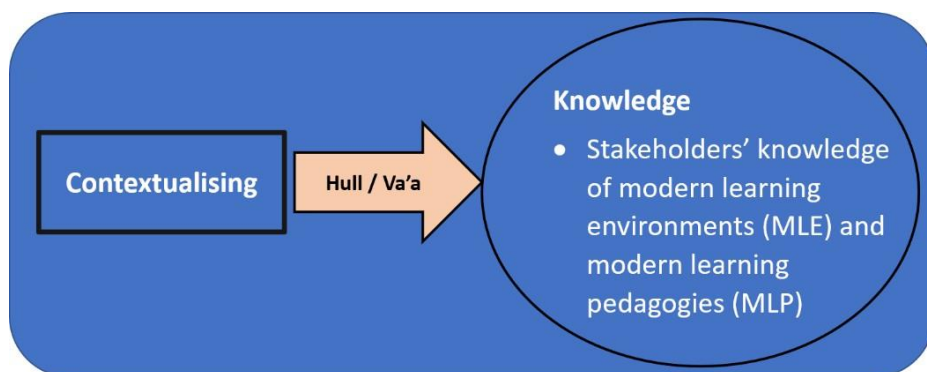 Contextualising
Hull / Va’a
Knowledge
• Stakeholders’ knowledge
of modern learning
environments (MLE) and
modern learning
pedagogies (MLP)